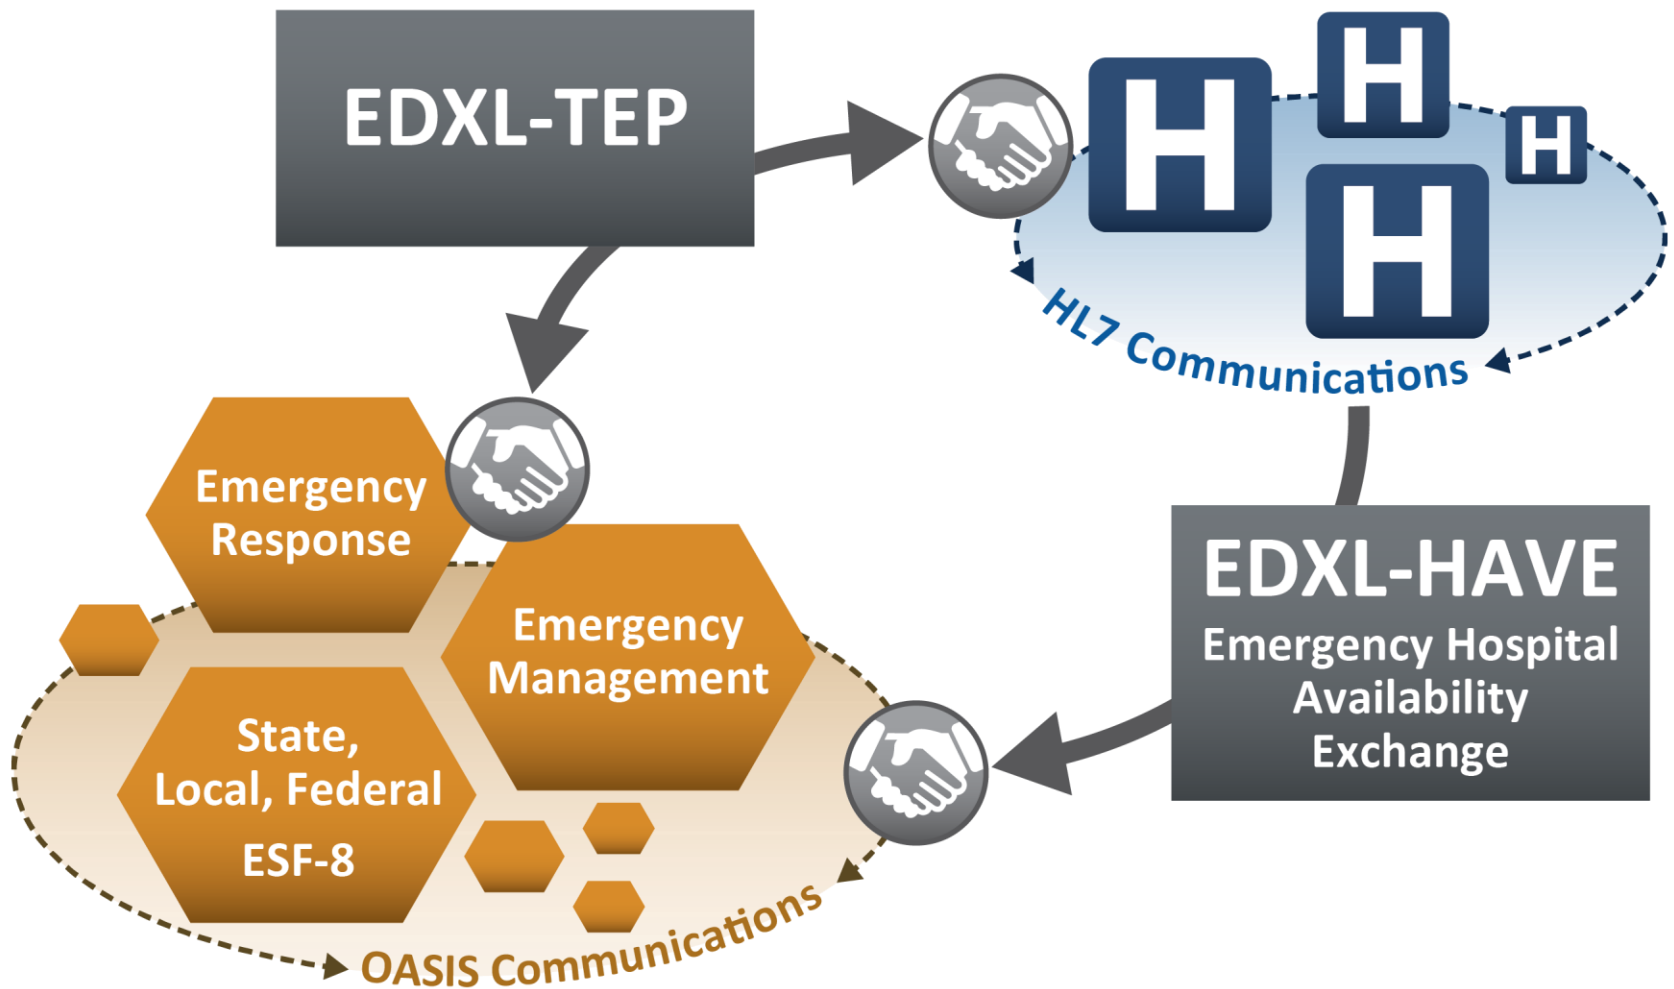 EDXL-TEP
H
H
H
H
HL7 Communications
Emergency
Response
Emergency
Management
State,
Local, Federal
ESF-8
OASIS Communications
EDXL-HAVE
Emergency Hospital
Availability
Exchange